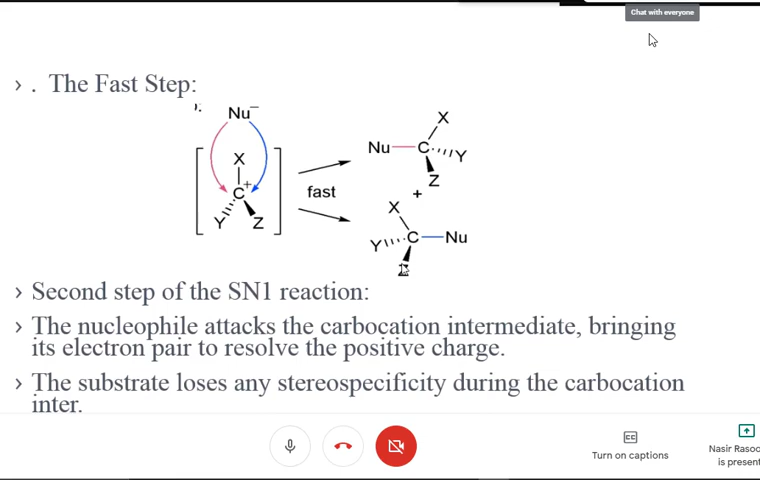 Chat with everyone
› . The Fast Step:
):
Nu−
X
C+
Y Z
fast
X
Nu C Y
Z
+
X
Y C Nu
› Second step of the SN1 reaction:
› The nucleophile attacks the carbocation intermediate, bringing
its electron pair to resolve the positive charge.
› The substrate loses any stereospecificity during the carbocation
inter.
Turn on captions
Nasir Rasoo
is present